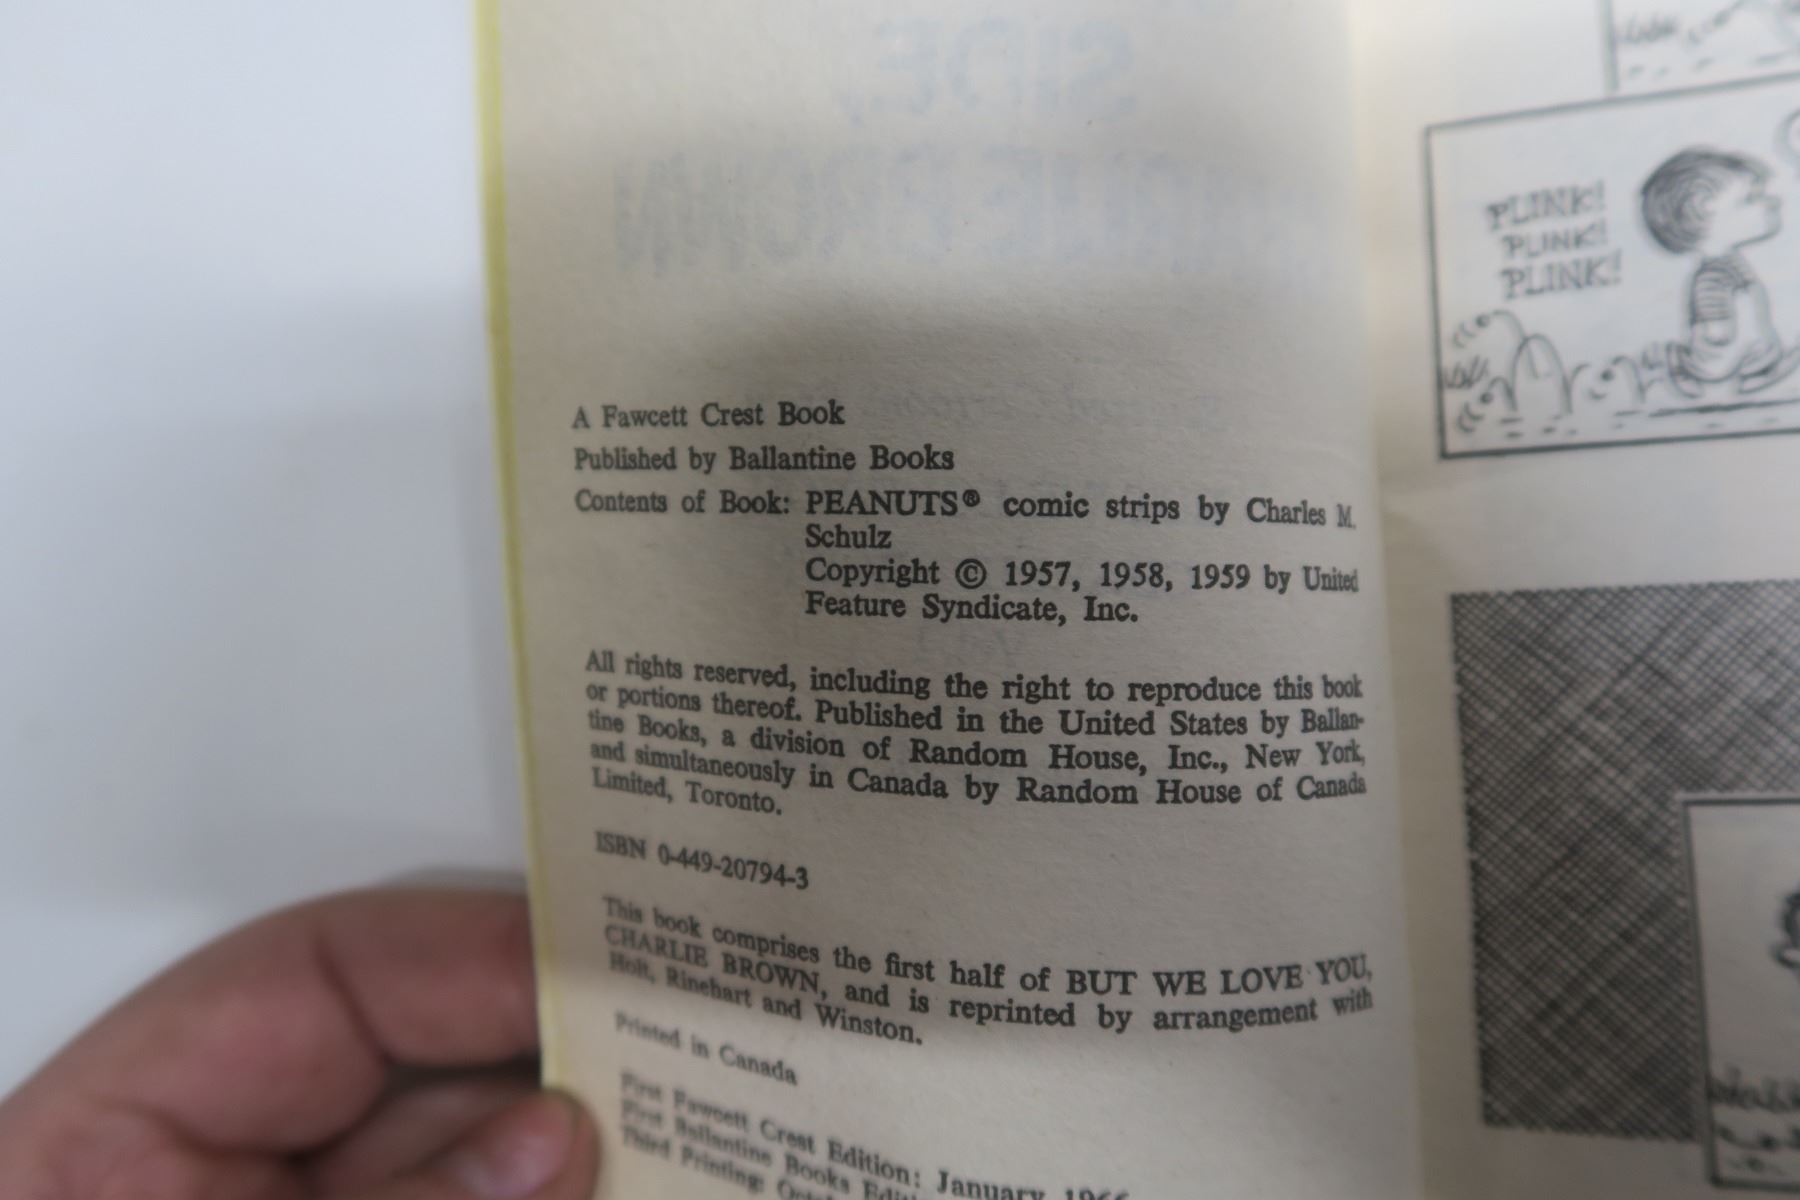 A Fawcett Crest Book
Published by Ballantine Books
Contents of Book: PEANUTS® comic strips by Charles M.
Schulz
Copyright © 1957, 1958, 1959 by United
Feature Syndicate, Inc.
All rights reserved, including the right to reproduce this book
or portions thereof. Published in the United States by Ballan-
tine Books, a division of Random House, Inc., New York,
and simultaneously in Canada by Random House of Canada
Limited, Toronto.
ISBN 0-449-20794-3
This book comprises the first half of BUT WE LOVE YOU,
CHARLIE BROWN, and is reprinted by arrangement with
Holt, Rinehart and Winston.
Printed in Canada
First Fawcett Crest Edition: January
First Ballantine Books
Third Printing:
PLINK!
PLINK!
PLINK!